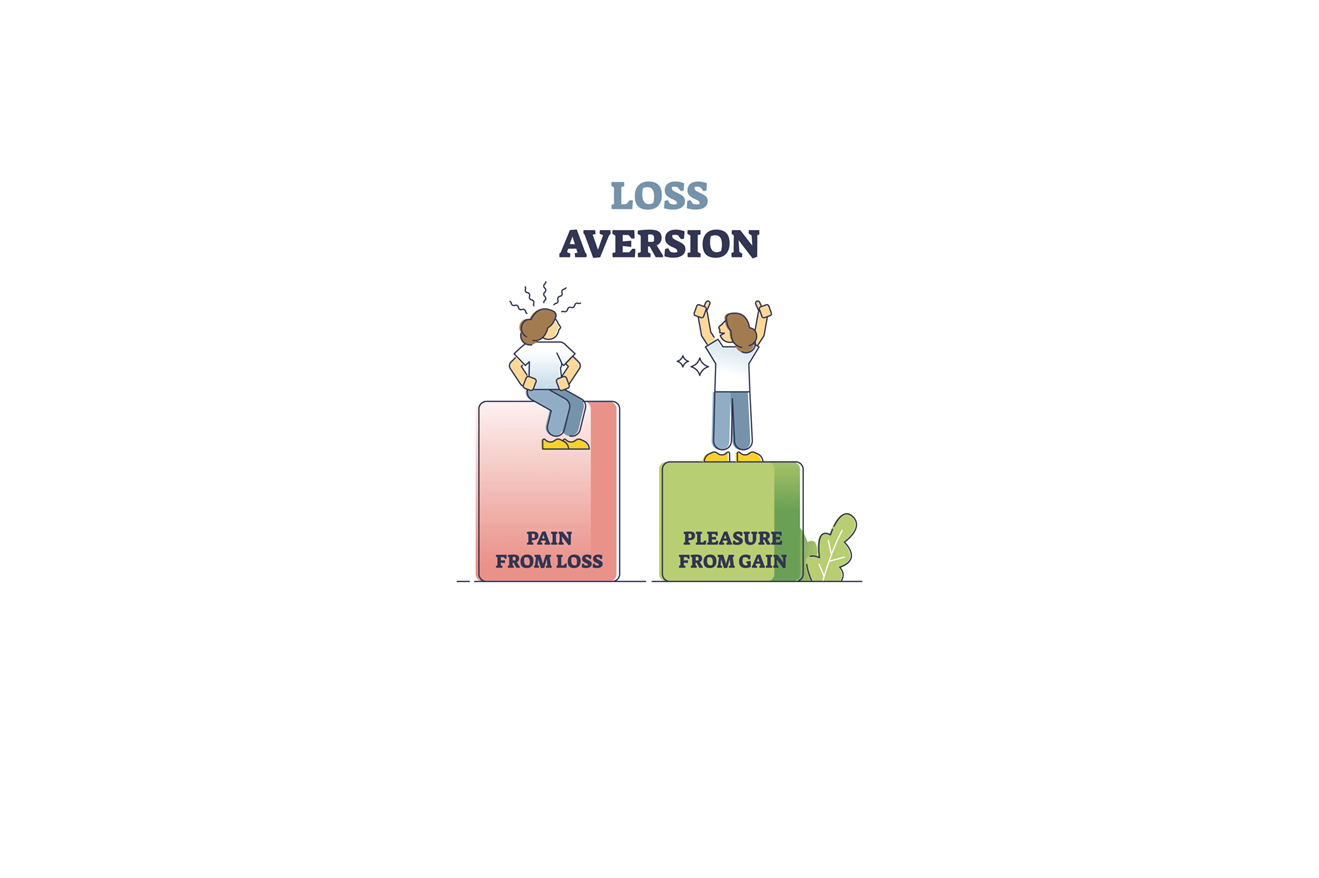 LOSS
AVERSION
PAIN
FROM LOSS
PLEASURE
FROM GAIN